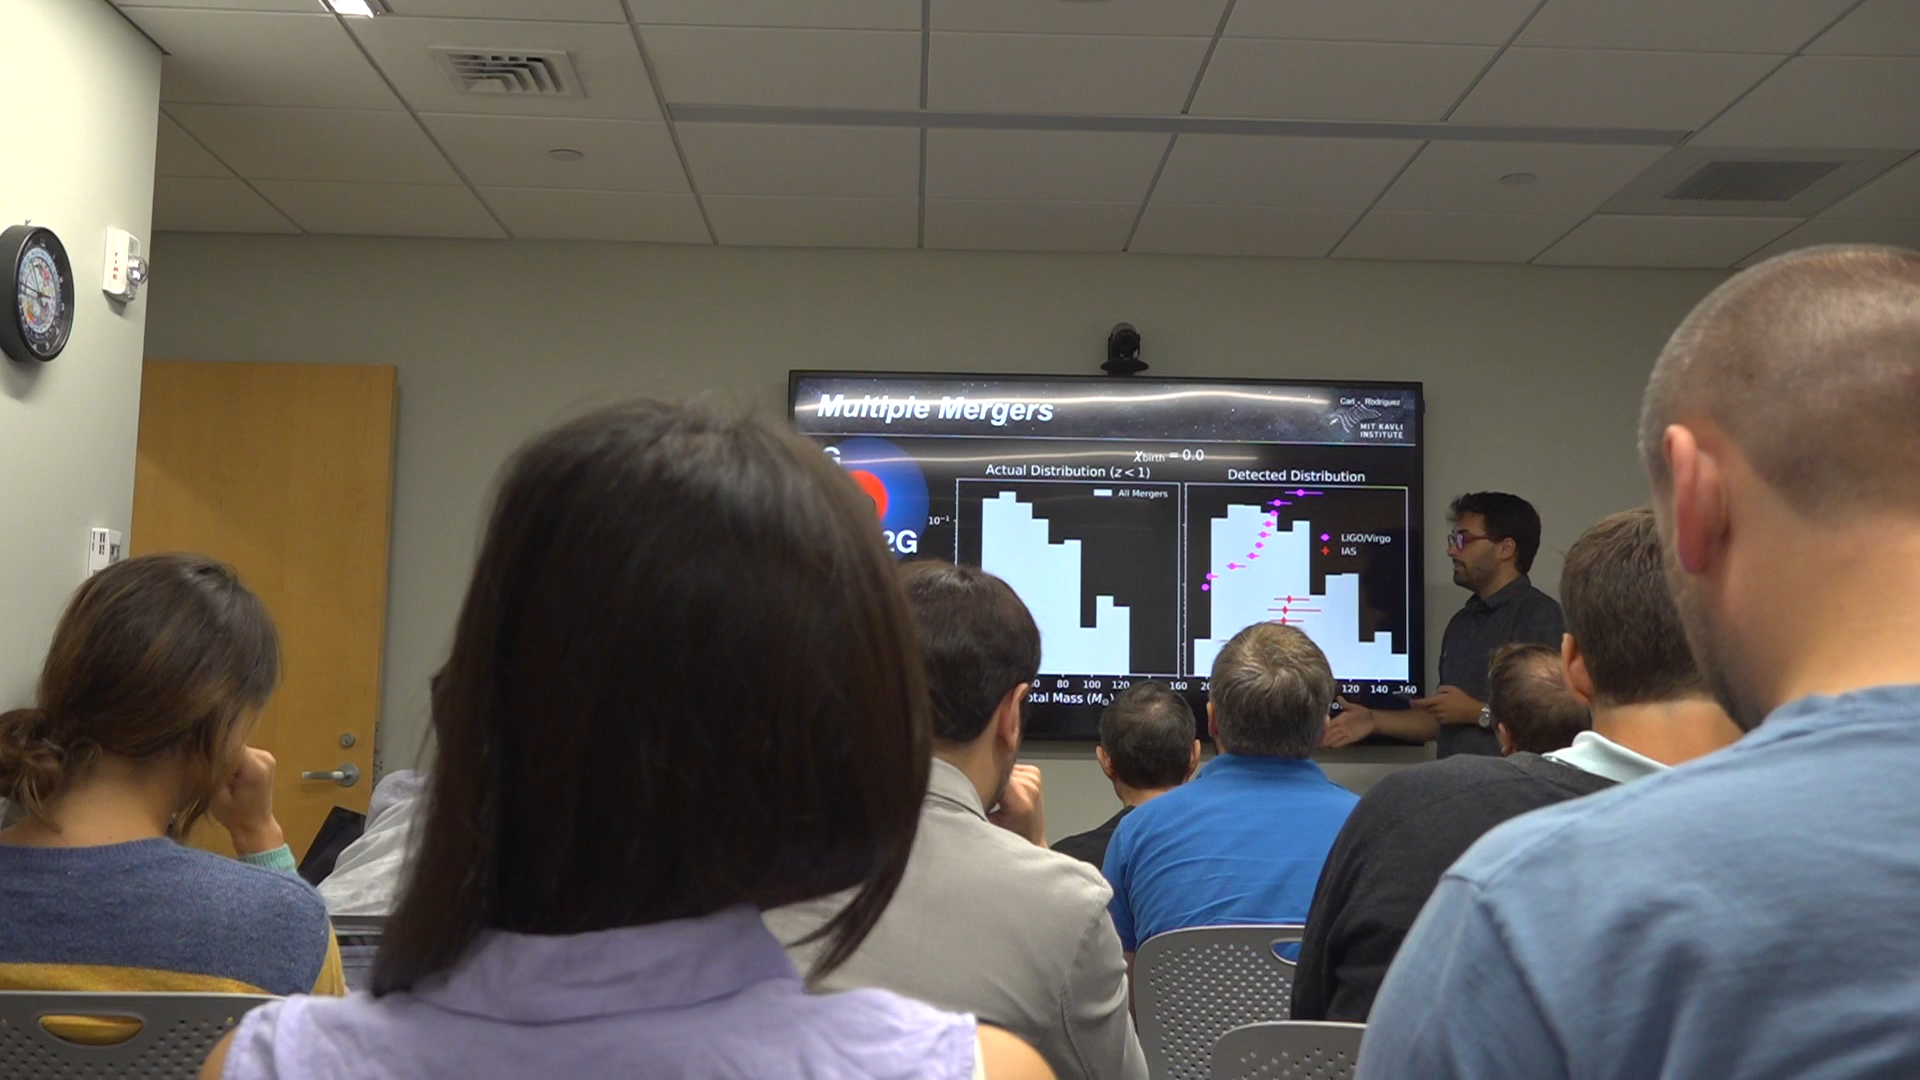 FIRE
Multiple Mergers
Carl Rodriguez
MIT KAVLI
INSTITUTE
χbirth = 0.0
Actual Distribution (z < 1)
Detected Distribution
All Mergers
10⁻¹
2G
LIGO/Virgo
IAS
80 100 120 160
120 140 160
Mass (M⊙)